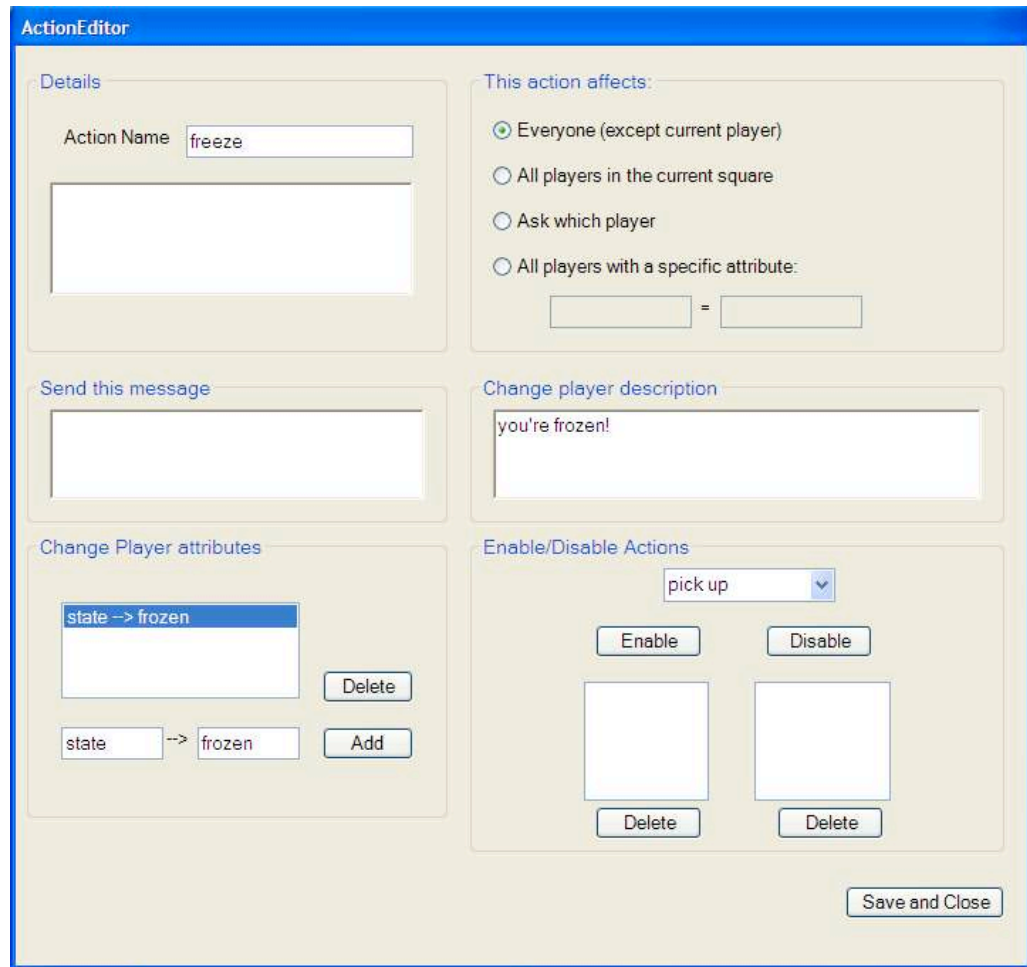 ActionEditor
Details
Action Name freeze
This action affects:
Everyone (except current player)
All players in the current square
Ask which player
All players with a specific attribute:
=
Send this message
Change player description
you're frozen!
Change Player attributes
state --> frozen
Delete
state --> frozen Add
Enable/Disable Actions
pick up
Enable Disable
Delete Delete
Save and Close